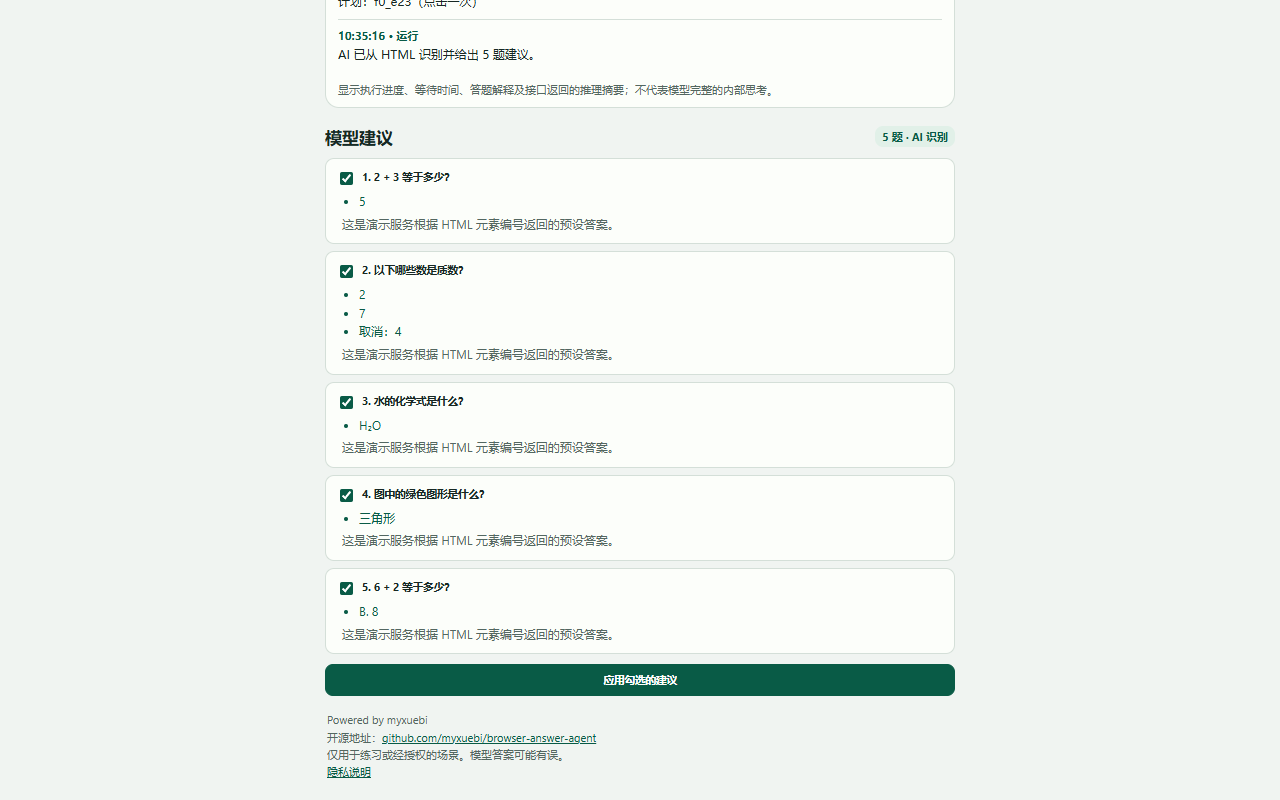 计划：f0_e23（点击一次）
10:35:16 • 运行
AI 已从 HTML 识别并给出 5 题建议。
显示执行进度、等待时间、答题解释及接口返回的推理摘要；不代表模型完整的内部思考。
模型建议
5 题 · AI 识别
1. 2 + 3 等于多少？
• 5
这是演示服务根据 HTML 元素编号返回的预设答案。
2. 以下哪些数是质数？
• 2
• 7
• 取消：4
这是演示服务根据 HTML 元素编号返回的预设答案。
3. 水的化学式是什么？
• H₂O
这是演示服务根据 HTML 元素编号返回的预设答案。
4. 图中的绿色图形是什么？
• 三角形
这是演示服务根据 HTML 元素编号返回的预设答案。
5. 6 + 2 等于多少？
• B. 8
这是演示服务根据 HTML 元素编号返回的预设答案。
应用勾选的建议
Powered by myxuebi
开源地址：github.com/myxuebi/browser-answer-agent
仅用于练习或经授权的场景。模型答案可能有误。
隐私说明